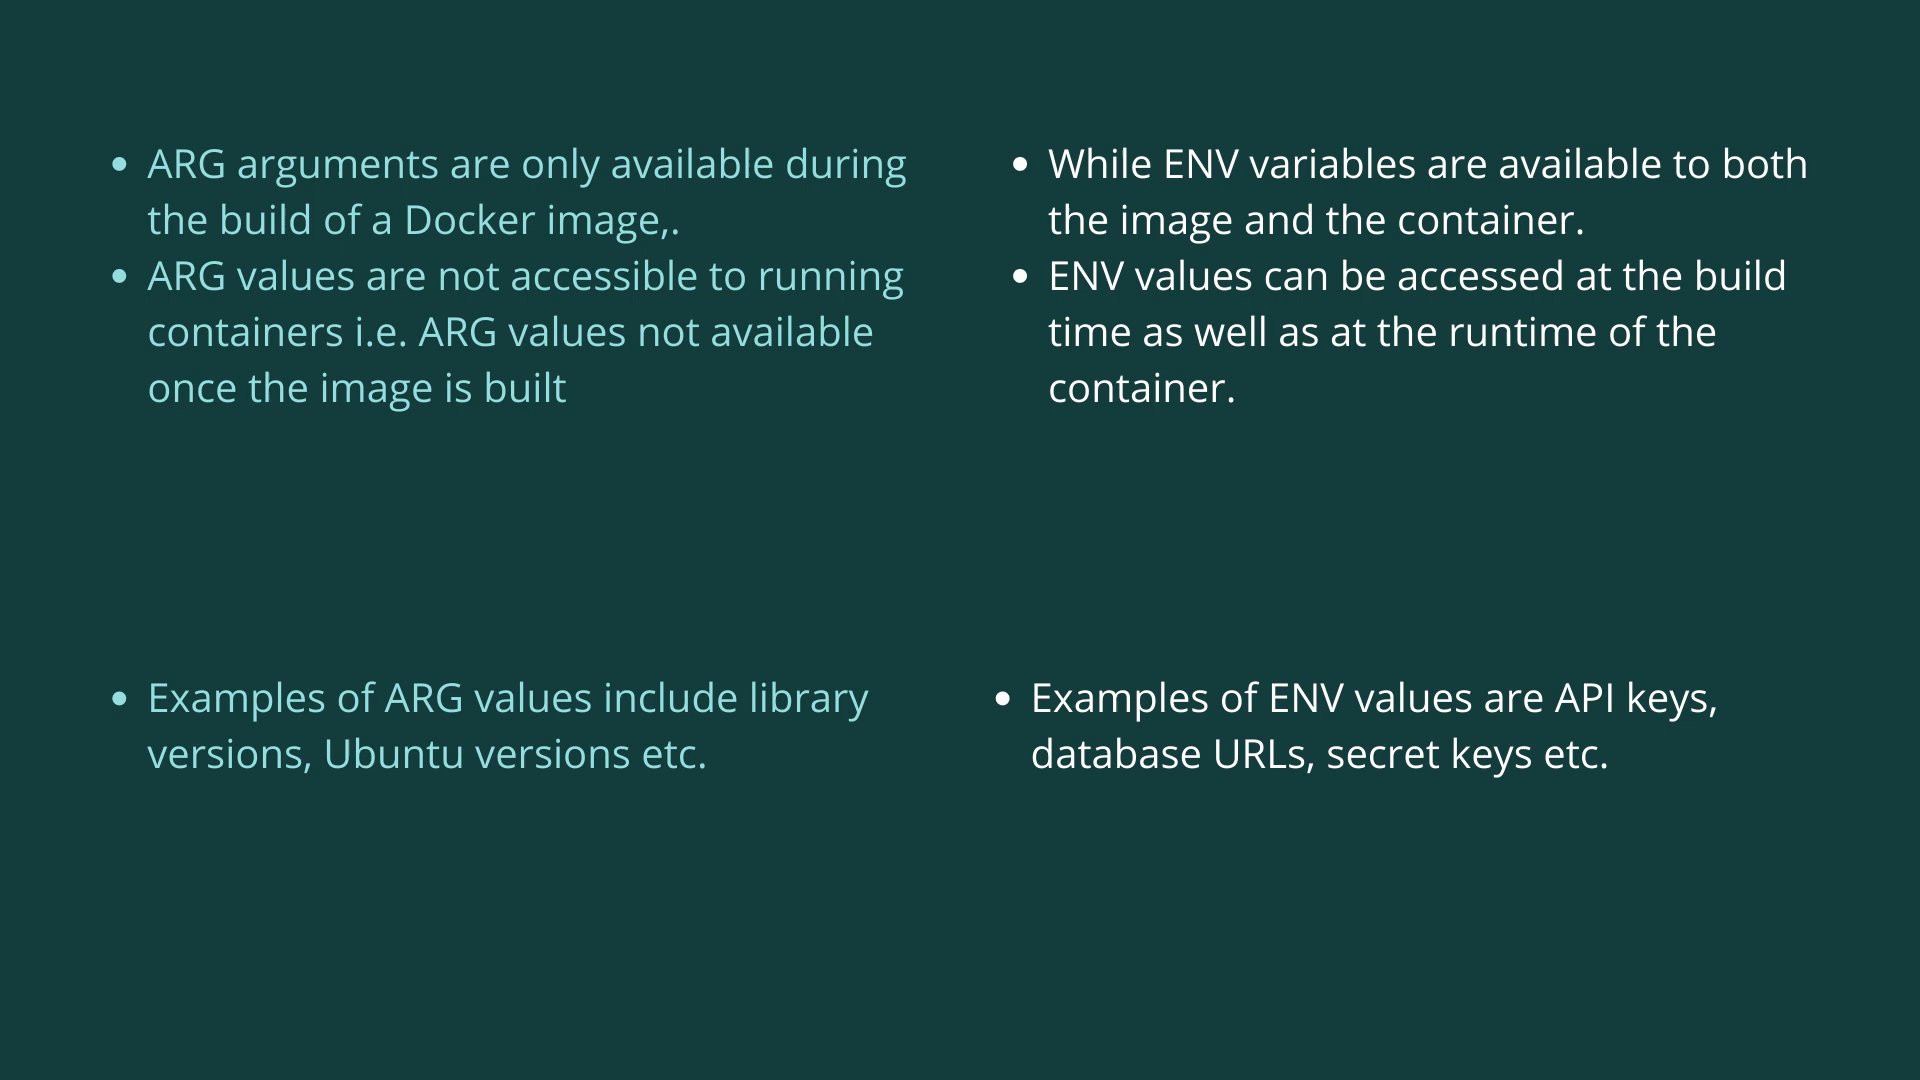 • ARG arguments are only available during
the build of a Docker image,.
• ARG values are not accessible to running
containers i.e. ARG values not available
once the image is built
• While ENV variables are available to both
the image and the container.
• ENV values can be accessed at the build
time as well as at the runtime of the
container.
• Examples of ARG values include library
versions, Ubuntu versions etc.
• Examples of ENV values are API keys,
database URLs, secret keys etc.